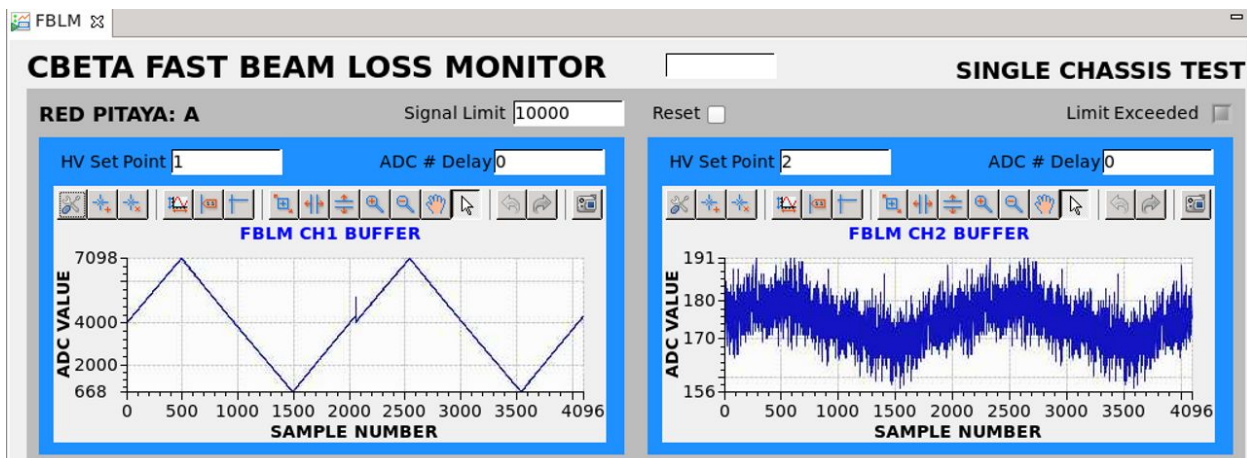 FBLM
CBETA FAST BEAM LOSS MONITOR
SINGLE CHASSIS TEST
RED PITAYA: A
Signal Limit 10000
Reset
Limit Exceeded
HV Set Point 1
ADC # Delay 0
HV Set Point 2
ADC # Delay 0
FBLM CH1 BUFFER
7098
4000
2000
668
ADC VALUE
0 500 1000 1500 2000 2500 3000 3500 4096
SAMPLE NUMBER
FBLM CH2 BUFFER
191
180
170
156
ADC VALUE
0 500 1000 1500 2000 2500 3000 3500 4096
SAMPLE NUMBER